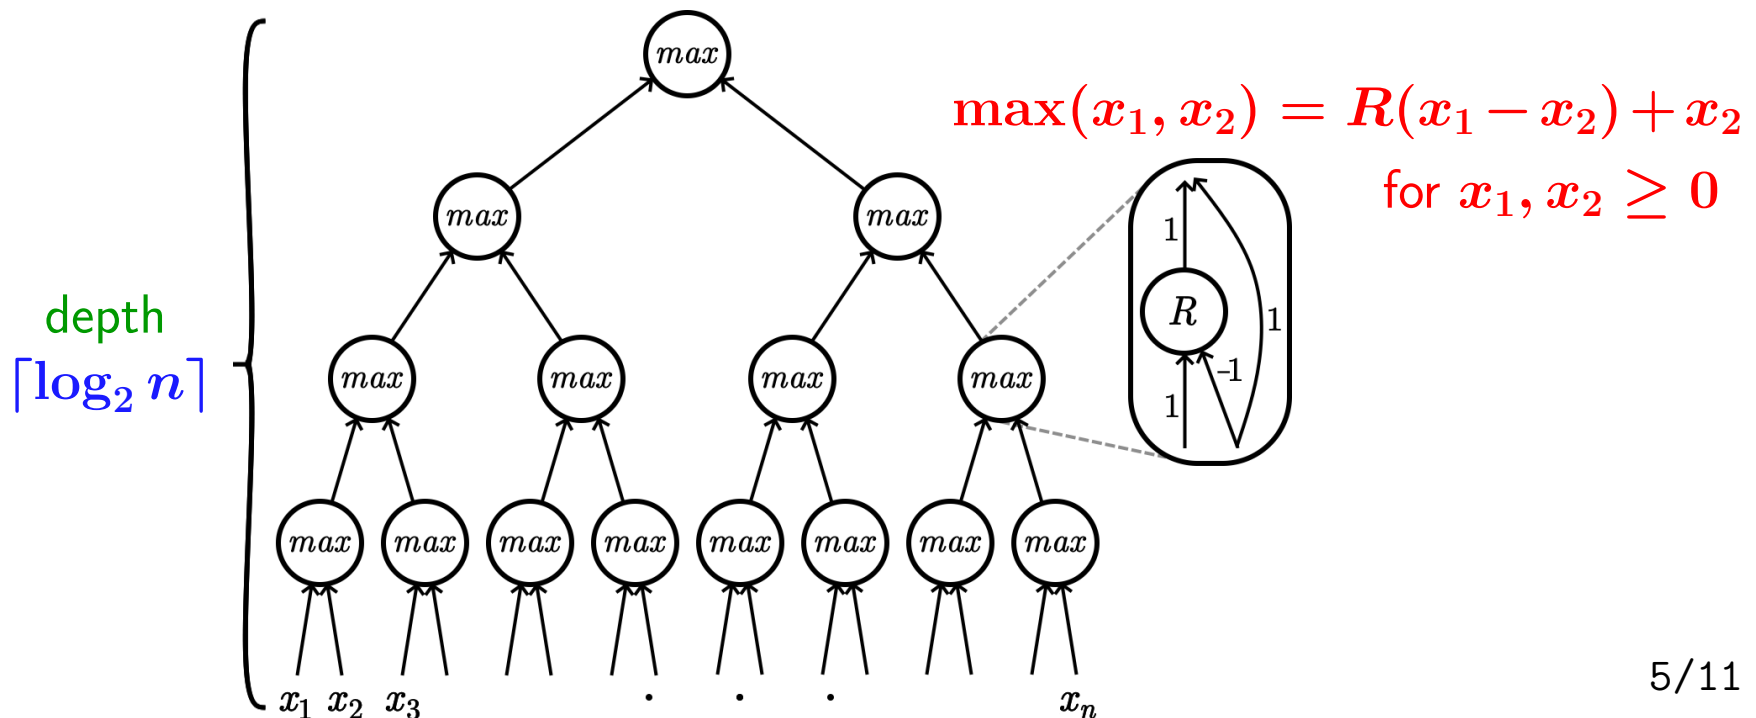 max
max(x₁, x₂) = R(x₁ − x₂) + x₂
for x₁, x₂ ≥ 0
max max
1
R
1
-1
1
depth
⌈log₂ n⌉
max max max max
max max max max max max max max
x₁ x₂ x₃ . . . xₙ
5/11